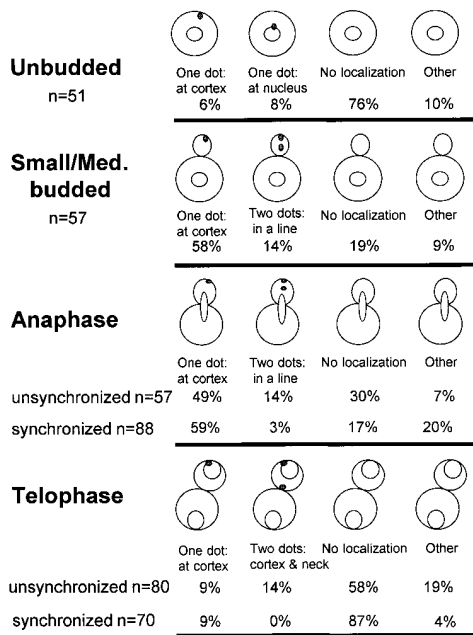 Unbudded
n=51
One dot: One dot: No localization Other
at cortex at nucleus
6% 8% 76% 10%
Small/Med.
budded
n=57
One dot: Two dots: No localization Other
at cortex in a line
58% 14% 19% 9%
Anaphase
One dot: Two dots: No localization Other
at cortex in a line
unsynchronized n=57 49% 14% 30% 7%
synchronized n=88 59% 3% 17% 20%
Telophase
One dot: Two dots: No localization Other
at cortex cortex & neck
unsynchronized n=80 9% 14% 58% 19%
synchronized n=70 9% 0% 87% 4%